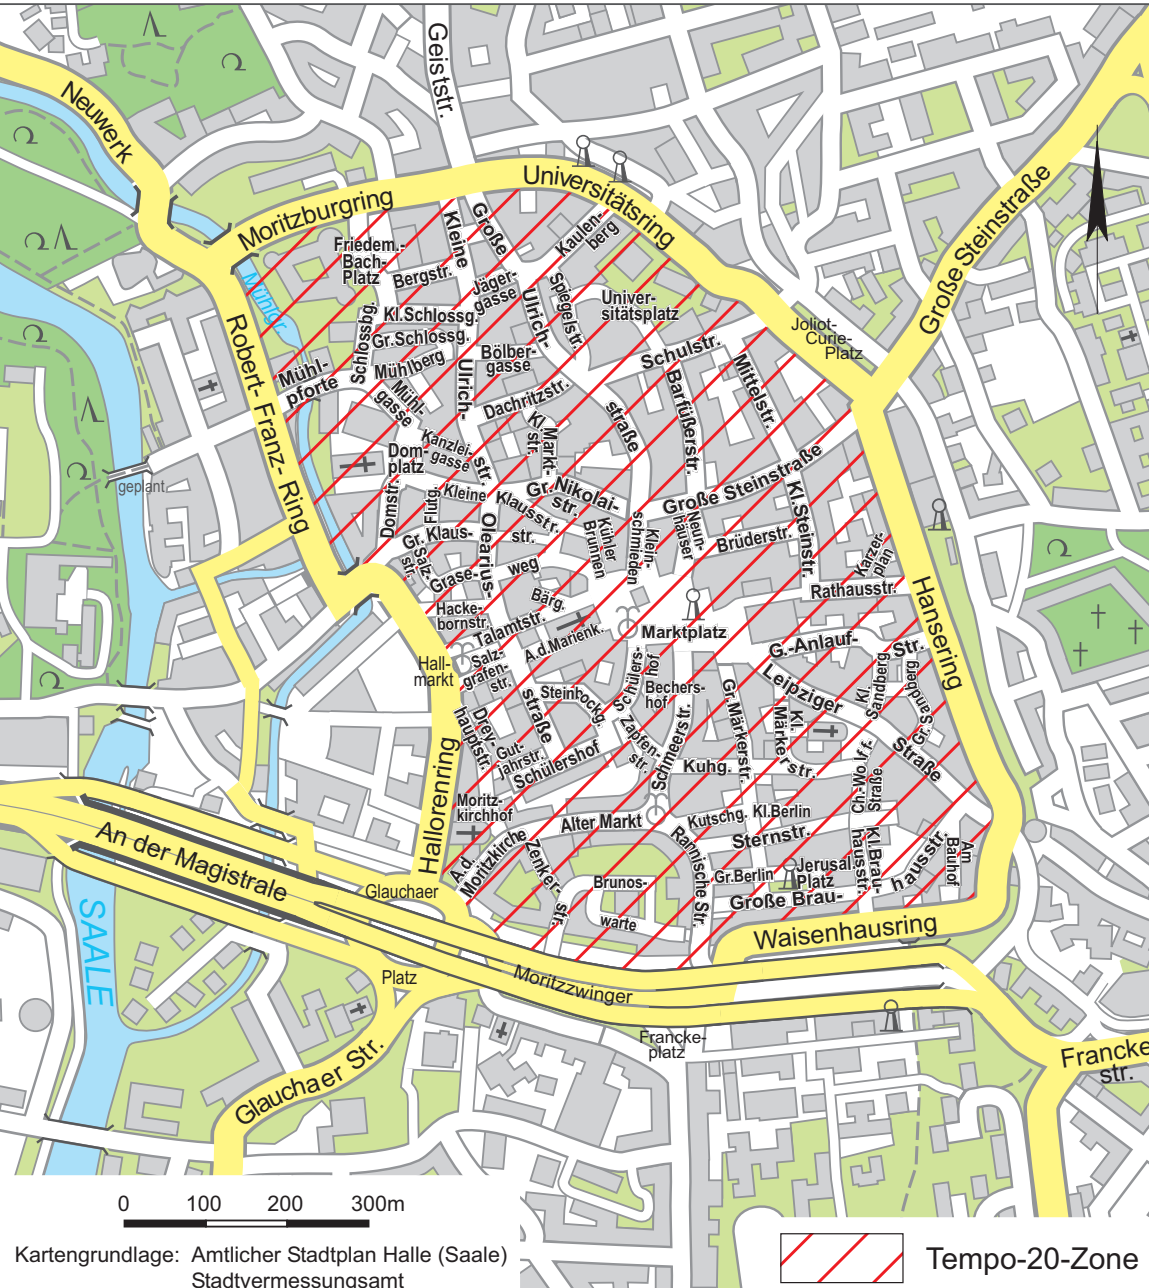 Geiststr.
Neuwerk
Moritzburgring
Universitätsring
Große Steinstraße
Joliot-
Curie-
Platz
Friedem.-
Bach-
Platz
Kleine
Große
Kaulen-
berg
Bergstr.
Jäger-
gasse
Spiegelstr.
Univer-
sitätsplatz
Mühlgr.
Schlossbg.
Kl.Schlossg.
Gr.Schlossg.
Ulrich-
Schulstr.
Mittelstr.
Robert- Franz- Ring
Mühl-
pforte
Mühlberg
Bölber-
gasse
Ulrich-
Mühl-
gasse
Dachritzstr.
straße
Barfüßerstr.
Kl.
Markt-
str.
Kanzlei-
gasse
str.
Dom-
platz
geplant
Domstr.
Flutg.
Kleine
Klausstr.
Gr. Nikolai-
str.
Große Steinstraße
Kl.Steinstr.
Gr. Klaus-
str.
Olearius-
Kühler
Brunnen
Klein-
schmieden
Neun-
häuser
Brüderstr.
Kärzer-
plan
Salz-
str.
Grase-
weg
Rathausstr.
Hansering
Hacke-
bornstr.
Bärg.
Talamtstr.
A.d.Marienk.
Marktplatz
G.-Anlauf-
Str.
Hall-
markt
Salz-
grafen-
str.
Schülers-
hof
Bechers-
hof
Leipziger
Straße
Kl.
Sandberg
Gr.Sandberg
Steinbockg.
straße
Drey-
hauptstr.
Gut-
jahrstr.
Schülershof
Zapfen-
str.
Schmeerstr.
Gr.Märkerstr.
Kl.
Märker-
str.
Kuhg.
Ch.-Wolff-
Straße
Hallorenring
Moritz-
kirchhof
Alter Markt
Kutschg.
Kl.Berlin
Sternstr.
A.d.
Moritzkirche
Zenker-
str.
Rannische Str.
Gr.Berlin
Jerusal.
Platz
Kl.Brau-
hausstr.
Große Brau-
hausstr.
Am
Bauhof
Brunos-
warte
An der Magistrale
Glauchaer
Platz
Waisenhausring
Moritzzwinger
SAALE
Francke-
platz
Francke
str.
Glauchaer Str.
0 100 200 300m
Kartengrundlage: Amtlicher Stadtplan Halle (Saale)
Stadtvermessungsamt
Tempo-20-Zone